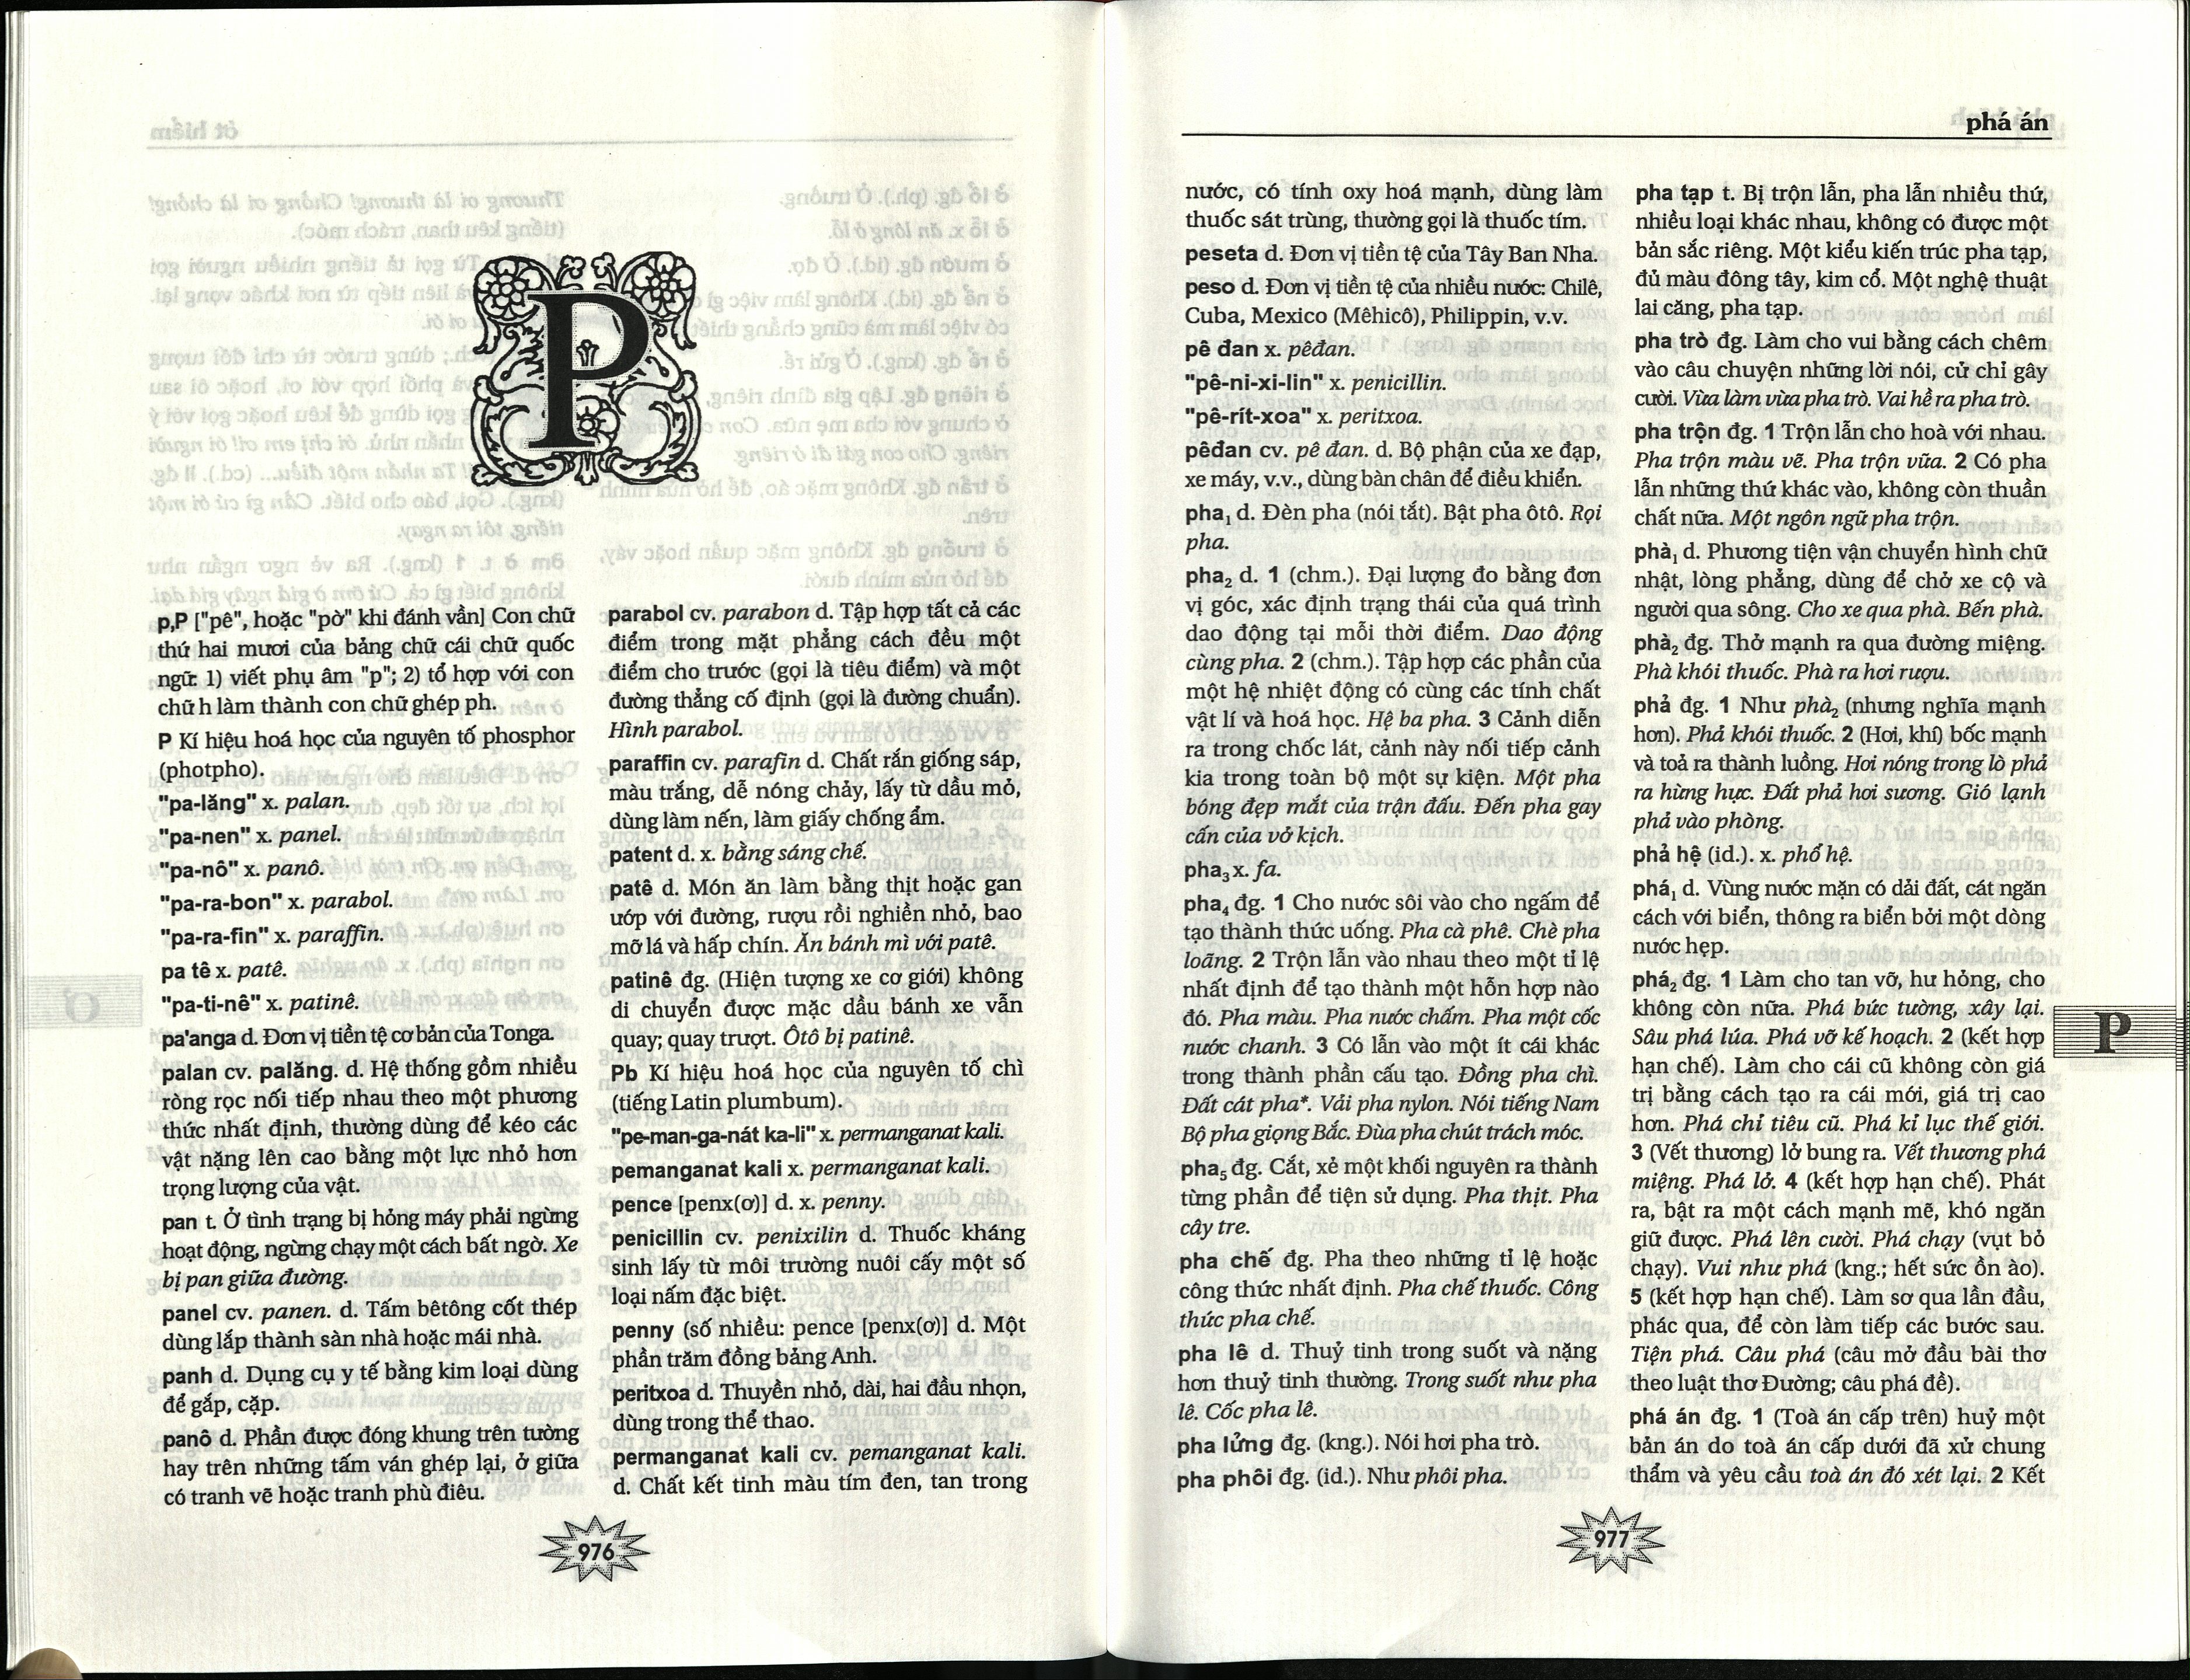 P
p,P ["pê", hoặc "pờ" khi đánh vần] Con chữ
thứ hai mươi của bảng chữ cái chữ quốc
ngữ: 1) viết phụ âm "p"; 2) tổ hợp với con
chữ h làm thành con chữ ghép ph.
P Kí hiệu hoá học của nguyên tố phosphor
(photpho).
"pa-lăng" x. palan.
"pa-nen" x. panel.
"pa-nô" x. panô.
"pa-ra-bon" x. parabol.
"pa-ra-fin" x. paraffin.
pa tê x. patê.
"pa-ti-nê" x. patinê.
pa'anga d. Đơn vị tiền tệ cơ bản của Tonga.
palan cv. palăng. d. Hệ thống gồm nhiều
ròng rọc nối tiếp nhau theo một phương
thức nhất định, thường dùng để kéo các
vật nặng lên cao bằng một lực nhỏ hơn
trọng lượng của vật.
pan t. Ở tình trạng bị hỏng máy phải ngừng
hoạt động, ngừng chạy một cách bất ngờ. Xe
bị pan giữa đường.
panel cv. panen. d. Tấm bêtông cốt thép
dùng lắp thành sàn nhà hoặc mái nhà.
panh d. Dụng cụ y tế bằng kim loại dùng
để gắp, cặp.
panô d. Phần được đóng khung trên tường
hay trên những tấm ván ghép lại, ở giữa
có tranh vẽ hoặc tranh phù điêu.
parabol cv. parabon d. Tập hợp tất cả các
điểm trong mặt phẳng cách đều một
điểm cho trước (gọi là tiêu điểm) và một
đường thẳng cố định (gọi là đường chuẩn).
Hình parabol.
paraffin cv. parafin d. Chất rắn giống sáp,
màu trắng, dễ nóng chảy, lấy từ dầu mỏ,
dùng làm nến, làm giấy chống ẩm.
patent d. x. bằng sáng chế.
patê d. Món ăn làm bằng thịt hoặc gan
ướp với đường, rượu rồi nghiền nhỏ, bao
mỡ lá và hấp chín. Ăn bánh mì với patê.
patinê đg. (Hiện tượng xe cơ giới) không
di chuyển được mặc dầu bánh xe vẫn
quay; quay trượt. Ôtô bị patinê.
Pb Kí hiệu hoá học của nguyên tố chì
(tiếng Latin plumbum).
"pe-man-ga-nát ka-li" x. permanganat kali.
pemanganat kali x. permanganat kali.
pence [penx(ơ)] d. x. penny.
penicillin cv. penixilin d. Thuốc kháng
sinh lấy từ môi trường nuôi cấy một số
loại nấm đặc biệt.
penny (số nhiều: pence [penx(ơ)] d. Một
phần trăm đồng bảng Anh.
peritxoa d. Thuyền nhỏ, dài, hai đầu nhọn,
dùng trong thể thao.
permanganat kali cv. pemanganat kali.
d. Chất kết tinh màu tím đen, tan trong
976
phá án
nước, có tính oxy hoá mạnh, dùng làm
thuốc sát trùng, thường gọi là thuốc tím.
peseta d. Đơn vị tiền tệ của Tây Ban Nha.
peso d. Đơn vị tiền tệ của nhiều nước: Chilê,
Cuba, Mexico (Mêhicô), Philippin, v.v.
pê đan x. pêđan.
"pê-ni-xi-lin" x. penicillin.
"pê-rít-xoa" x. peritxoa.
pêđan cv. pê đan. d. Bộ phận của xe đạp,
xe máy, v.v., dùng bàn chân để điều khiển.
pha₁ d. Đèn pha (nói tắt). Bật pha ôtô. Rọi
pha.
pha₂ d. 1 (chm.). Đại lượng đo bằng đơn
vị góc, xác định trạng thái của quá trình
dao động tại mỗi thời điểm. Dao động
cùng pha. 2 (chm.). Tập hợp các phần của
một hệ nhiệt động có cùng các tính chất
vật lí và hoá học. Hệ ba pha. 3 Cảnh diễn
ra trong chốc lát, cảnh này nối tiếp cảnh
kia trong toàn bộ một sự kiện. Một pha
bóng đẹp mắt của trận đấu. Đến pha gay
cấn của vở kịch.
pha₃ x. fa.
pha₄ đg. 1 Cho nước sôi vào cho ngấm để
tạo thành thức uống. Pha cà phê. Chè pha
loãng. 2 Trộn lẫn vào nhau theo một tỉ lệ
nhất định để tạo thành một hỗn hợp nào
đó. Pha màu. Pha nước chấm. Pha một cốc
nước chanh. 3 Có lẫn vào một ít cái khác
trong thành phần cấu tạo. Đồng pha chì.
Đất cát pha*. Vải pha nylon. Nói tiếng Nam
Bộ pha giọng Bắc. Đùa pha chút trách móc.
pha₅ đg. Cắt, xẻ một khối nguyên ra thành
từng phần để tiện sử dụng. Pha thịt. Pha
cây tre.
pha chế đg. Pha theo những tỉ lệ hoặc
công thức nhất định. Pha chế thuốc. Công
thức pha chế.
pha lê d. Thuỷ tinh trong suốt và nặng
hơn thuỷ tinh thường. Trong suốt như pha
lê. Cốc pha lê.
pha lửng đg. (kng.). Nói hơi pha trò.
pha phôi đg. (id.). Như phôi pha.
pha tạp t. Bị trộn lẫn, pha lẫn nhiều thứ,
nhiều loại khác nhau, không có được một
bản sắc riêng. Một kiểu kiến trúc pha tạp,
đủ màu đông tây, kim cổ. Một nghệ thuật
lai căng, pha tạp.
pha trò đg. Làm cho vui bằng cách chêm
vào câu chuyện những lời nói, cử chỉ gây
cười. Vừa làm vừa pha trò. Vai hề ra pha trò.
pha trộn đg. 1 Trộn lẫn cho hoà với nhau.
Pha trộn màu vẽ. Pha trộn vữa. 2 Có pha
lẫn những thứ khác vào, không còn thuần
chất nữa. Một ngôn ngữ pha trộn.
phà₁ d. Phương tiện vận chuyển hình chữ
nhật, lòng phẳng, dùng để chở xe cộ và
người qua sông. Cho xe qua phà. Bến phà.
phà₂ đg. Thở mạnh ra qua đường miệng.
Phà khói thuốc. Phà ra hơi rượu.
phả đg. 1 Như phà₂ (nhưng nghĩa mạnh
hơn). Phả khói thuốc. 2 (Hơi, khí) bốc mạnh
và toả ra thành luồng. Hơi nóng trong lò phả
ra hừng hực. Đất phả hơi sương. Gió lạnh
phả vào phòng.
phả hệ (id.). x. phổ hệ.
phá₁ d. Vùng nước mặn có dải đất, cát ngăn
cách với biển, thông ra biển bởi một dòng
nước hẹp.
phá₂ đg. 1 Làm cho tan vỡ, hư hỏng, cho
không còn nữa. Phá bức tường, xây lại.
Sâu phá lúa. Phá vỡ kế hoạch. 2 (kết hợp
hạn chế). Làm cho cái cũ không còn giá
trị bằng cách tạo ra cái mới, giá trị cao
hơn. Phá chỉ tiêu cũ. Phá kỉ lục thế giới.
3 (Vết thương) lở bung ra. Vết thương phá
miệng. Phá lở. 4 (kết hợp hạn chế). Phát
ra, bật ra một cách mạnh mẽ, khó ngăn
giữ được. Phá lên cười. Phá chạy (vụt bỏ
chạy). Vui như phá (kng.; hết sức ồn ào).
5 (kết hợp hạn chế). Làm sơ qua lần đầu,
phác qua, để còn làm tiếp các bước sau.
Tiện phá. Câu phá (câu mở đầu bài thơ
theo luật thơ Đường; câu phá đề).
phá án đg. 1 (Toà án cấp trên) huỷ một
bản án do toà án cấp dưới đã xử chung
thẩm và yêu cầu toà án đó xét lại. 2 Kết
P
977